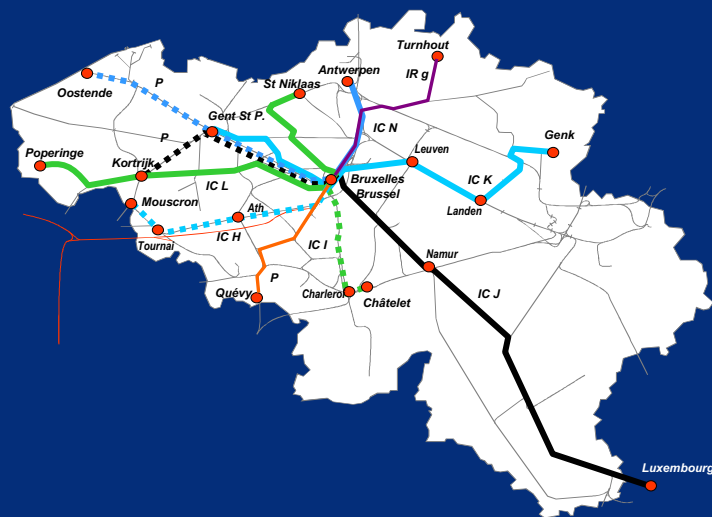 Turnhout
Antwerpen
IR g
St Niklaas
P
Oostende
Gent St P.
IC N
Genk
P
Leuven
Poperinge
Kortrijk
Bruxelles
Brussel
IC K
IC L
Mouscron
Ath
Landen
IC H
IC I
Tournai
Namur
P
Quévy
Charleroi
Châtelet
IC J
Luxembourg